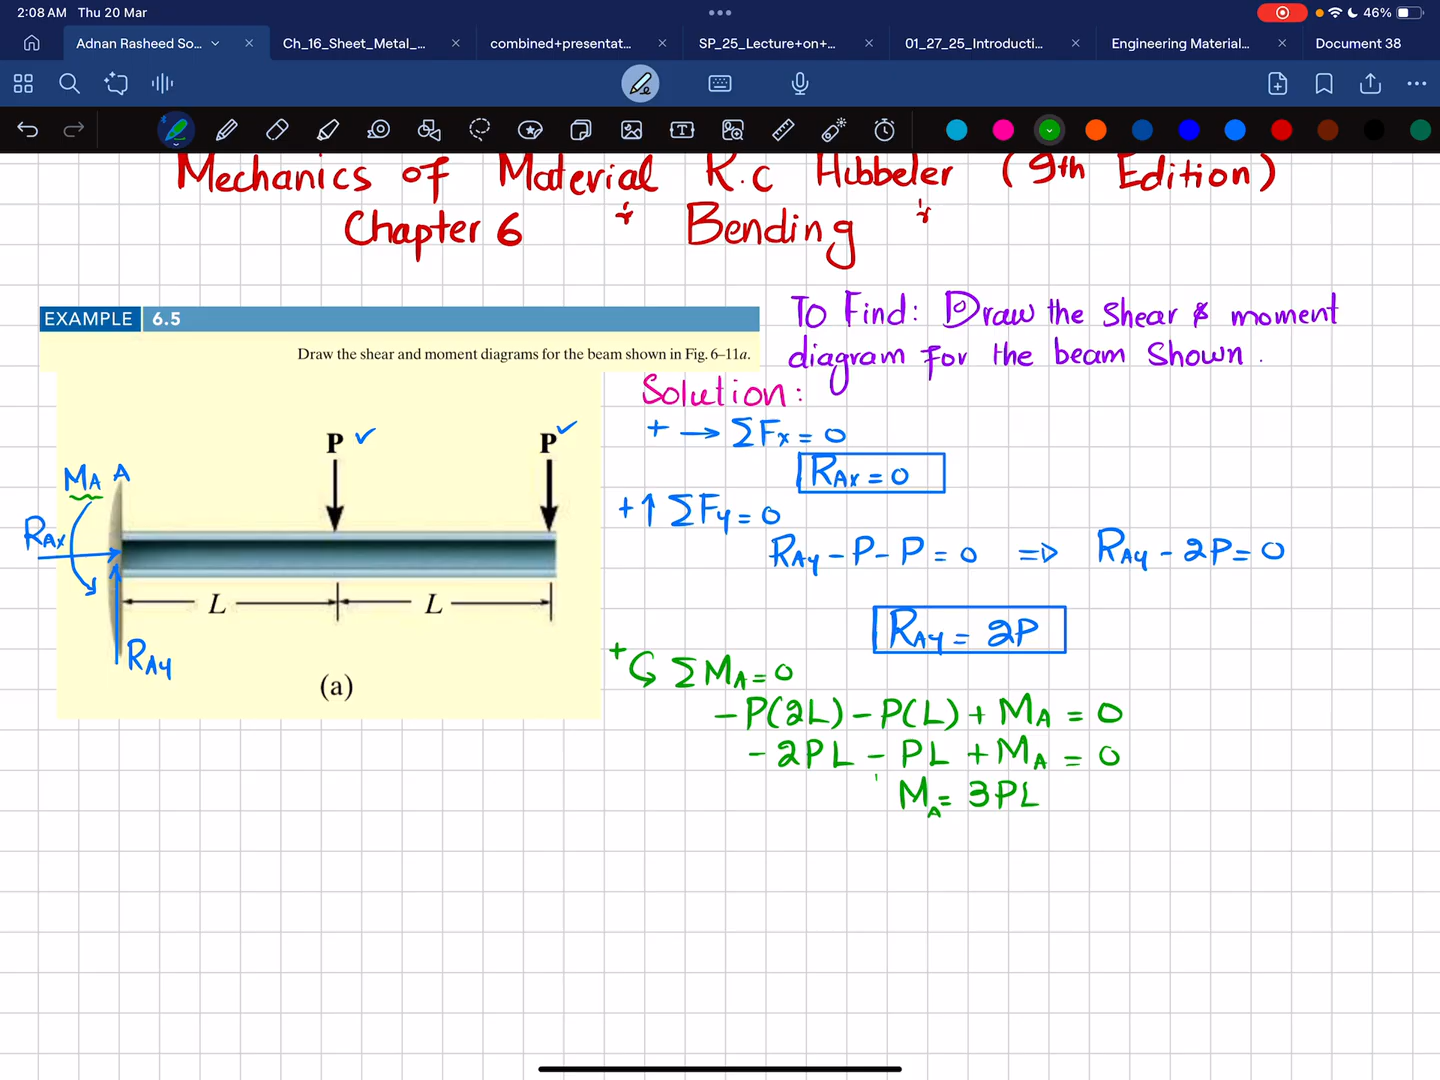 2:08 AM Thu 20 Mar
46%
Adnan Rasheed So...
Ch_16_Sheet_Metal_...
combined+presentat...
SP_25_Lecture+on+...
01_27_25_Introducti...
Engineering Material...
Document 38
Mechanics of Material R.c Hibbeler (9th Edition)
Chapter 6 " Bending "
EXAMPLE 6.5
Draw the shear and moment diagrams for the beam shown in Fig. 6–11a.
To Find: Draw the Shear & moment
diagram for the beam Shown.
Solution:
+ → ΣFx = 0
RAx = 0
+↑ ΣFy = 0
RAy - P - P = 0 ⇒ RAy - 2P = 0
RAy = 2P
+↺ ΣMA = 0
- P(2L) - P(L) + MA = 0
- 2PL - PL + MA = 0
MA = 3PL
P ✓
P ✓
MA A
RAx
L
L
RAy
(a)